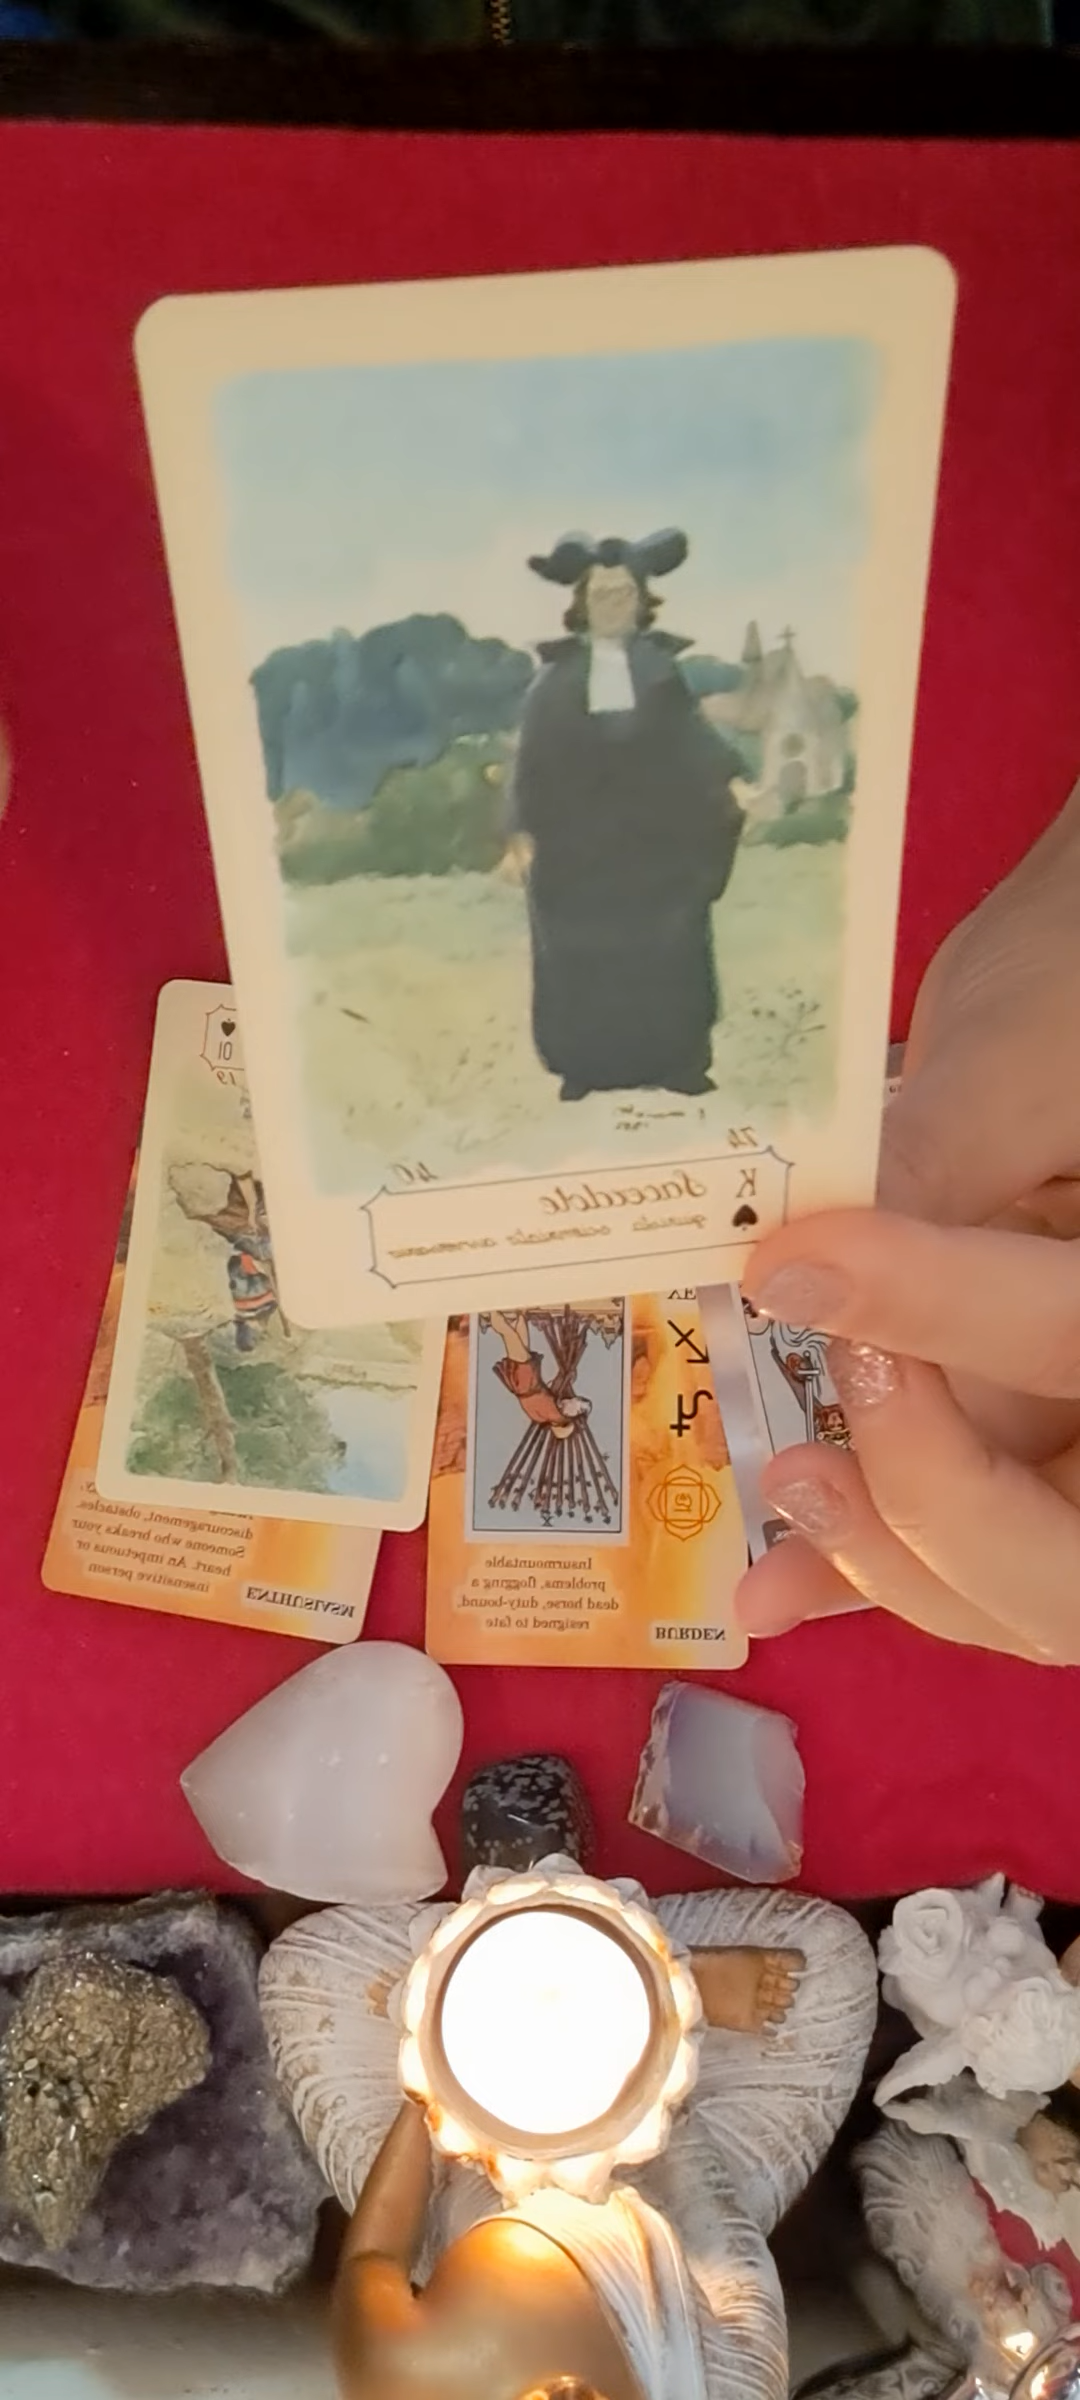 74
40
K Sacerdote
10
19
discouragement, obstacles.
Someone who breaks your
heart. An impetuous or
insensitive person
ENTHUSIASM
X
Insurmountable
problems, flogging a
dead horse, duty-bound,
resigned to fate
BURDEN